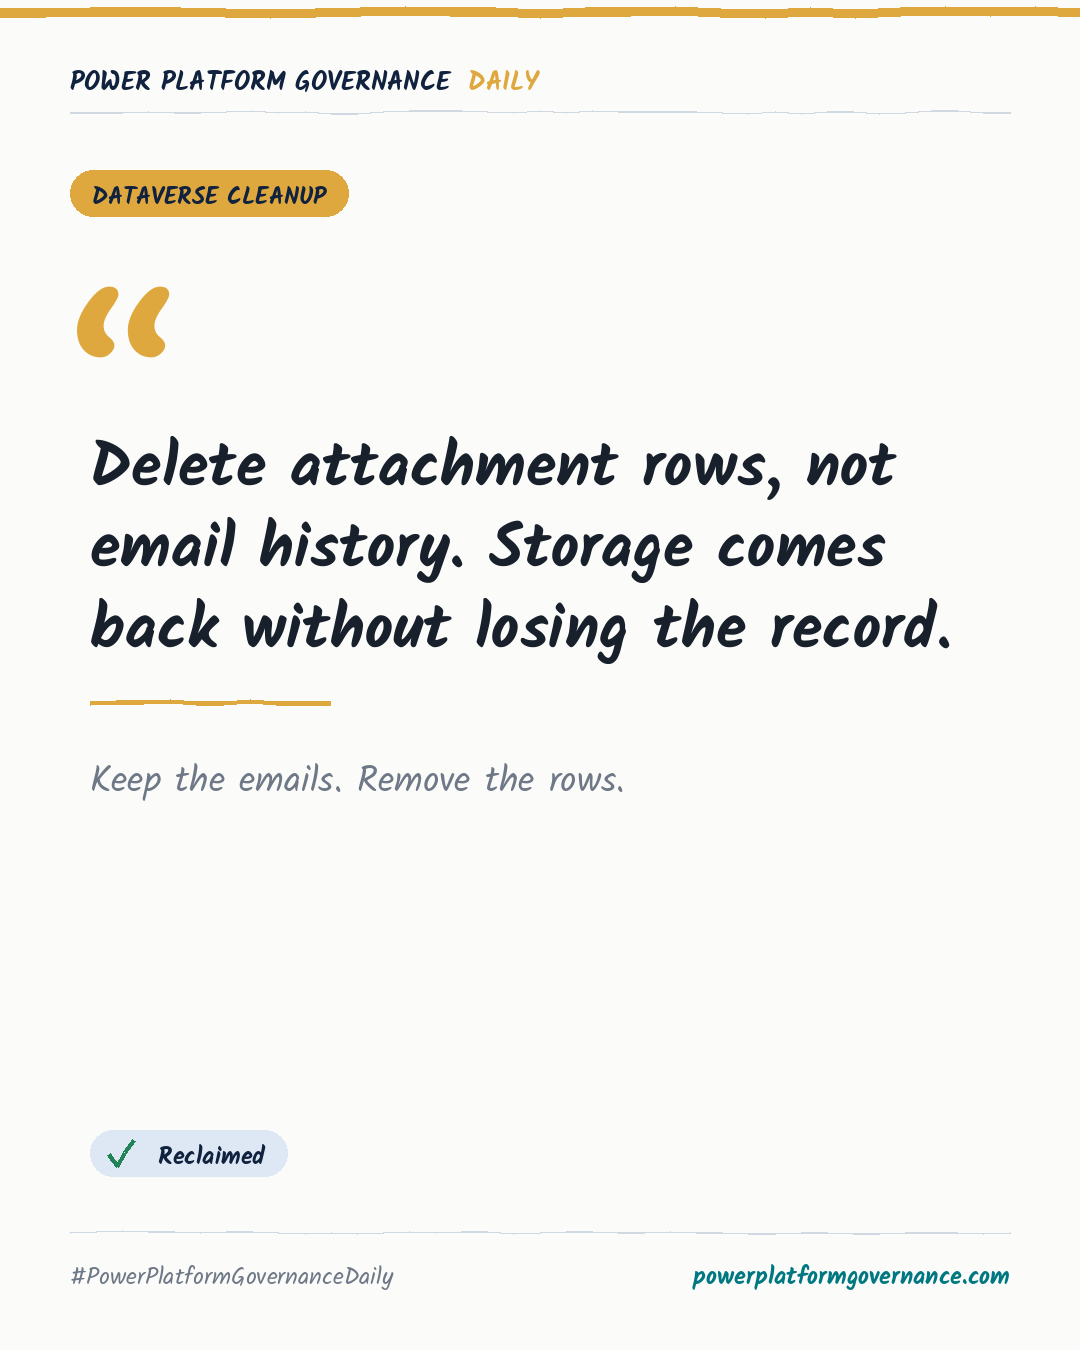 POWER PLATFORM GOVERNANCE DAILY
DATAVERSE CLEANUP
“
Delete attachment rows, not
email history. Storage comes
back without losing the record.
Keep the emails. Remove the rows.
✓ Reclaimed
#PowerPlatformGovernanceDaily
powerplatformgovernance.com